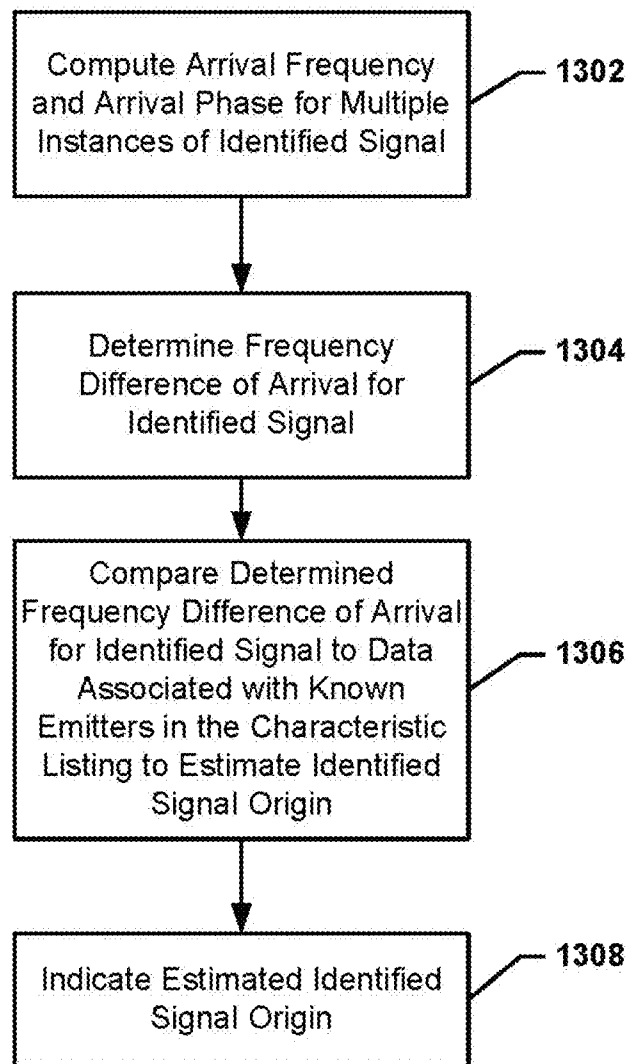 Compute Arrival Frequency
and Arrival Phase for Multiple
Instances of Identified Signal
1302
Determine Frequency
Difference of Arrival for
Identified Signal
1304
Compare Determined
Frequency Difference of Arrival
for Identified Signal to Data
Associated with Known
Emitters in the Characteristic
Listing to Estimate Identified
Signal Origin
1306
Indicate Estimated Identified
Signal Origin
1308